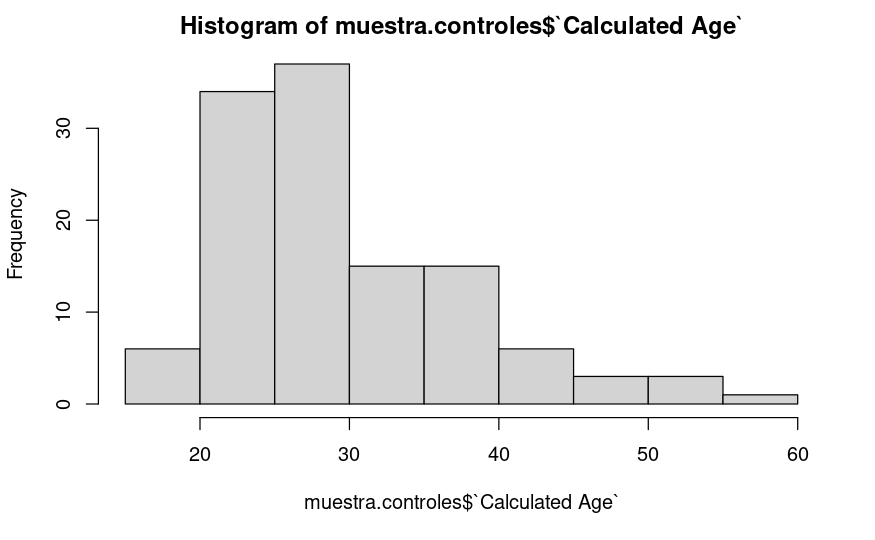 Histogram of muestra.controles$`Calculated Age`
Frequency
30
20
10
0
20 30 40 50 60
muestra.controles$`Calculated Age`